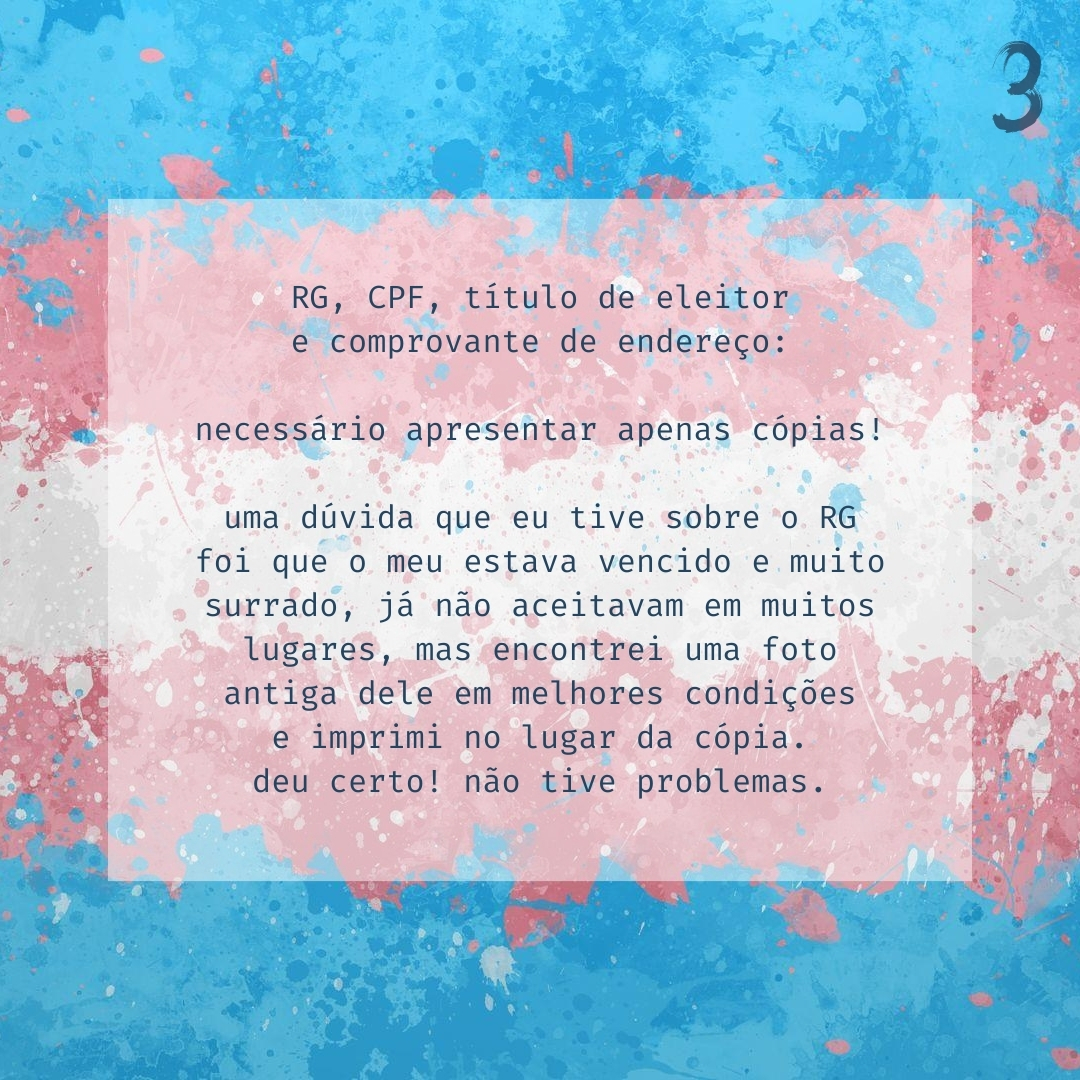 3
RG, CPF, título de eleitor
e comprovante de endereço:
necessário apresentar apenas cópias!
uma dúvida que eu tive sobre o RG
foi que o meu estava vencido e muito
surrado, já não aceitavam em muitos
lugares, mas encontrei uma foto
antiga dele em melhores condições
e imprimi no lugar da cópia.
deu certo! não tive problemas.